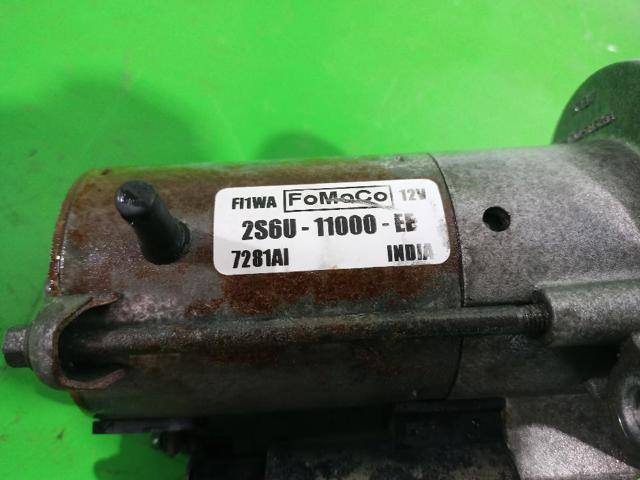 FI1WA FoMoCo 12V
2S6U - 11000 - EB
7281AI INDIA